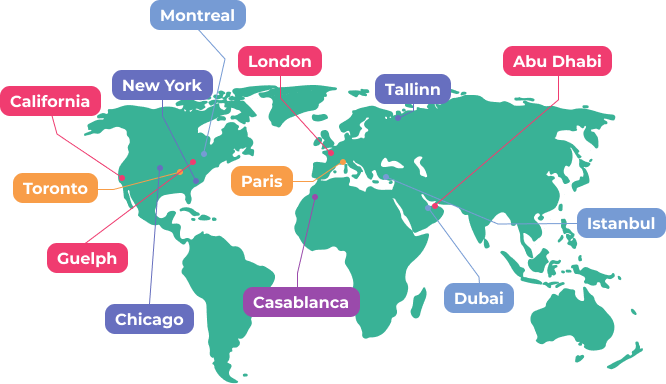 Montreal
London
Abu Dhabi
New York
Tallinn
California
Toronto
Paris
Istanbul
Guelph
Casablanca
Dubai
Chicago